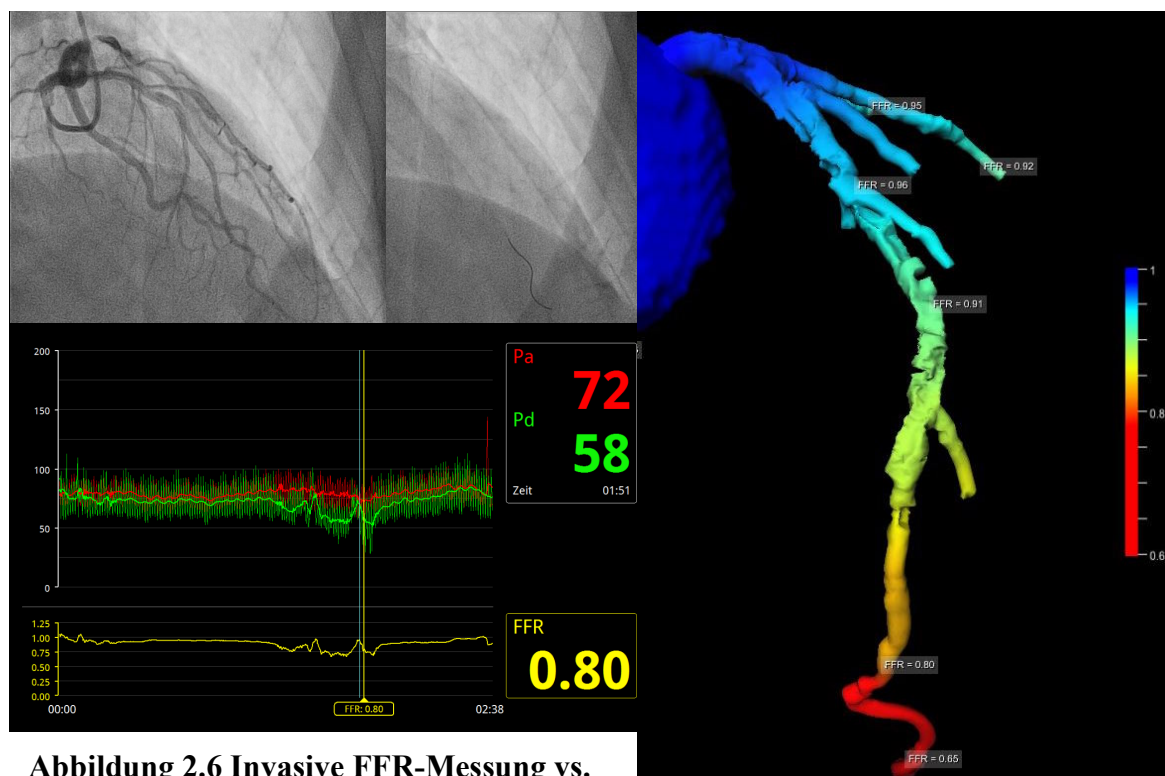 200
150
100
50
0
1.25
1.00
0.75
0.50
0.25
0.00
00:00
FFR: 0.80
02:38
Pa
72
Pd
58
Zeit 01:51
FFR
0.80
FFR = 0.95
FFR = 0.92
FFR = 0.96
FFR = 0.91
FFR = 0.80
FFR = 0.65
1
0.8
0.6
Abbildung 2.6 Invasive FFR-Messung vs.